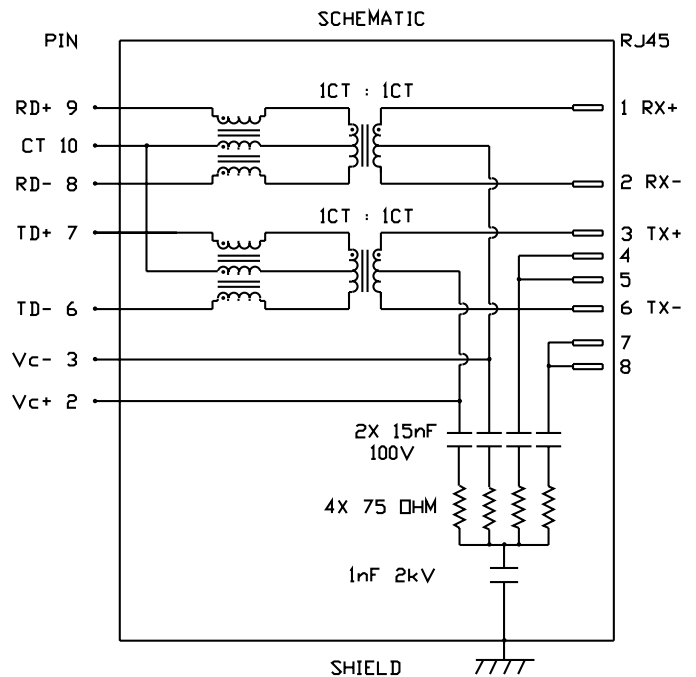 SCHEMATIC
PIN
RJ45
1CT : 1CT
RD+ 9
1 RX+
CT 10
RD- 8
2 RX-
1CT : 1CT
TD+ 7
3 TX+
4
5
TD- 6
6 TX-
7
Vc- 3
8
Vc+ 2
2X 15nF
100V
4X 75 OHM
1nF 2kV
SHIELD